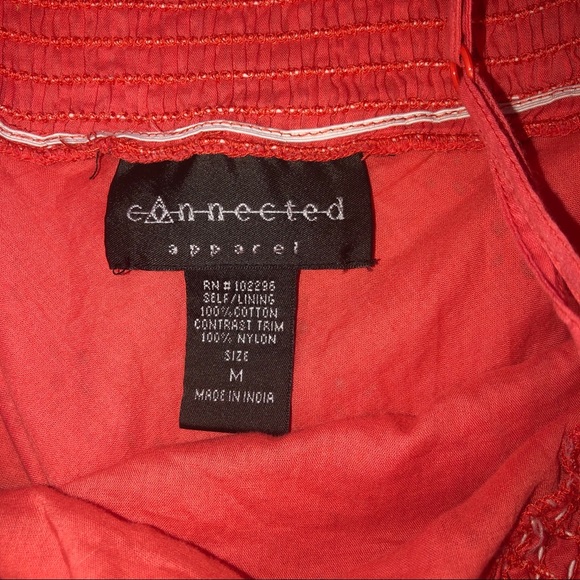 connected
apparel
RN # 102296
SELF/LINING
100% COTTON
CONTRAST TRIM
100% NYLON
SIZE
M
MADE IN INDIA